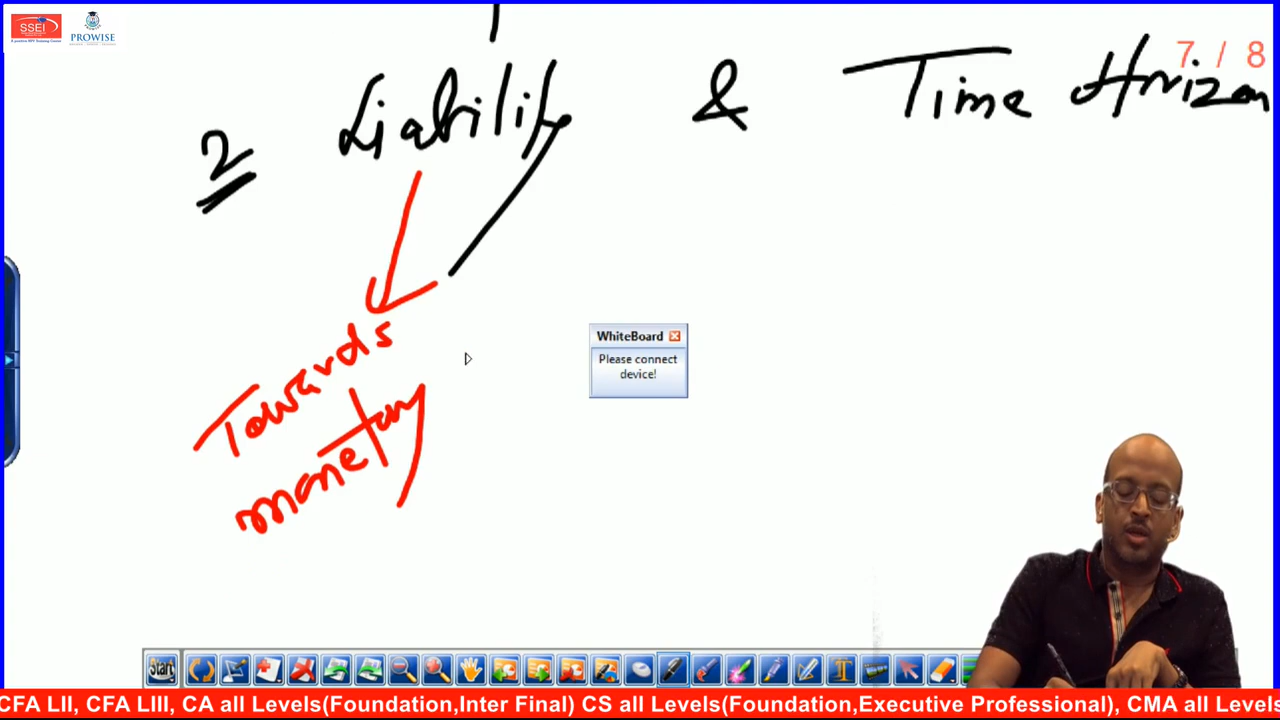 SSEI
PROWISE
7 / 8
2 Liability & Time Horizon
Towards
monetary
WhiteBoard
Please connect
device!
Start
CFA LII, CFA LIII, CA all Levels(Foundation,Inter Final) CS all Levels(Foundation,Executive Professional), CMA all Levels